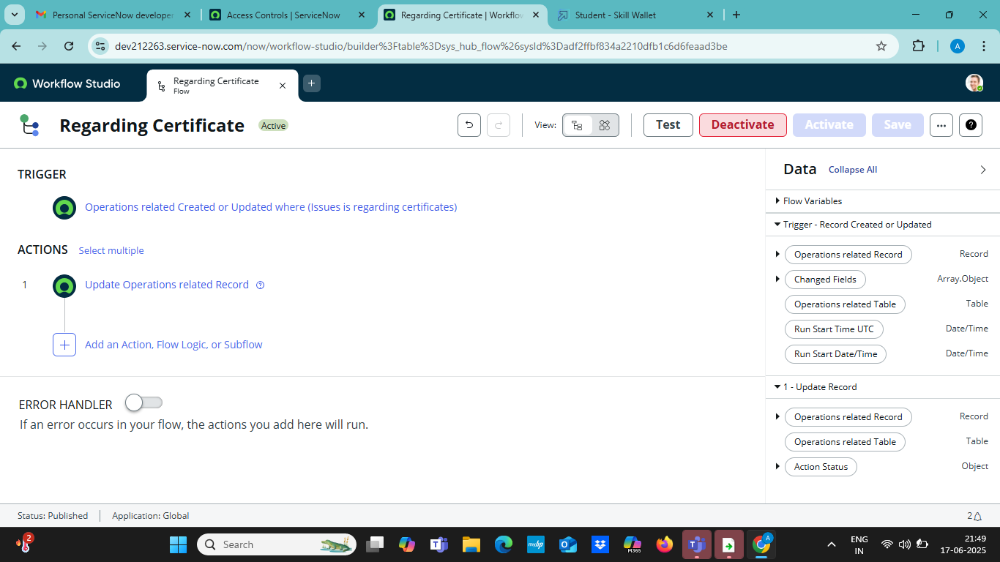 Personal ServiceNow developer
Access Controls | ServiceNow
Regarding Certificate | Workflow
Student - Skill Wallet
dev212263.service-now.com/now/workflow-studio/builder%3Ftable%3Dsys_hub_flow%26sysId%3Dadf2ffbf834a2210dfb1c6d6feaad3be
A
Workflow Studio
Regarding Certificate
Flow
Regarding Certificate
Active
View:
Test
Deactivate
Activate
Save
TRIGGER
Operations related Created or Updated where (Issues is regarding certificates)
ACTIONS
Select multiple
1
Update Operations related Record
Add an Action, Flow Logic, or Subflow
ERROR HANDLER
If an error occurs in your flow, the actions you add here will run.
Data
Collapse All
Flow Variables
Trigger - Record Created or Updated
Operations related Record
Record
Changed Fields
Array.Object
Operations related Table
Table
Run Start Time UTC
Date/Time
Run Start Date/Time
Date/Time
1 - Update Record
Operations related Record
Record
Operations related Table
Table
Action Status
Object
Status: Published
Application: Global
2
2
Search
myhp
M365
A
ENG
IN
21:49
17-06-2025